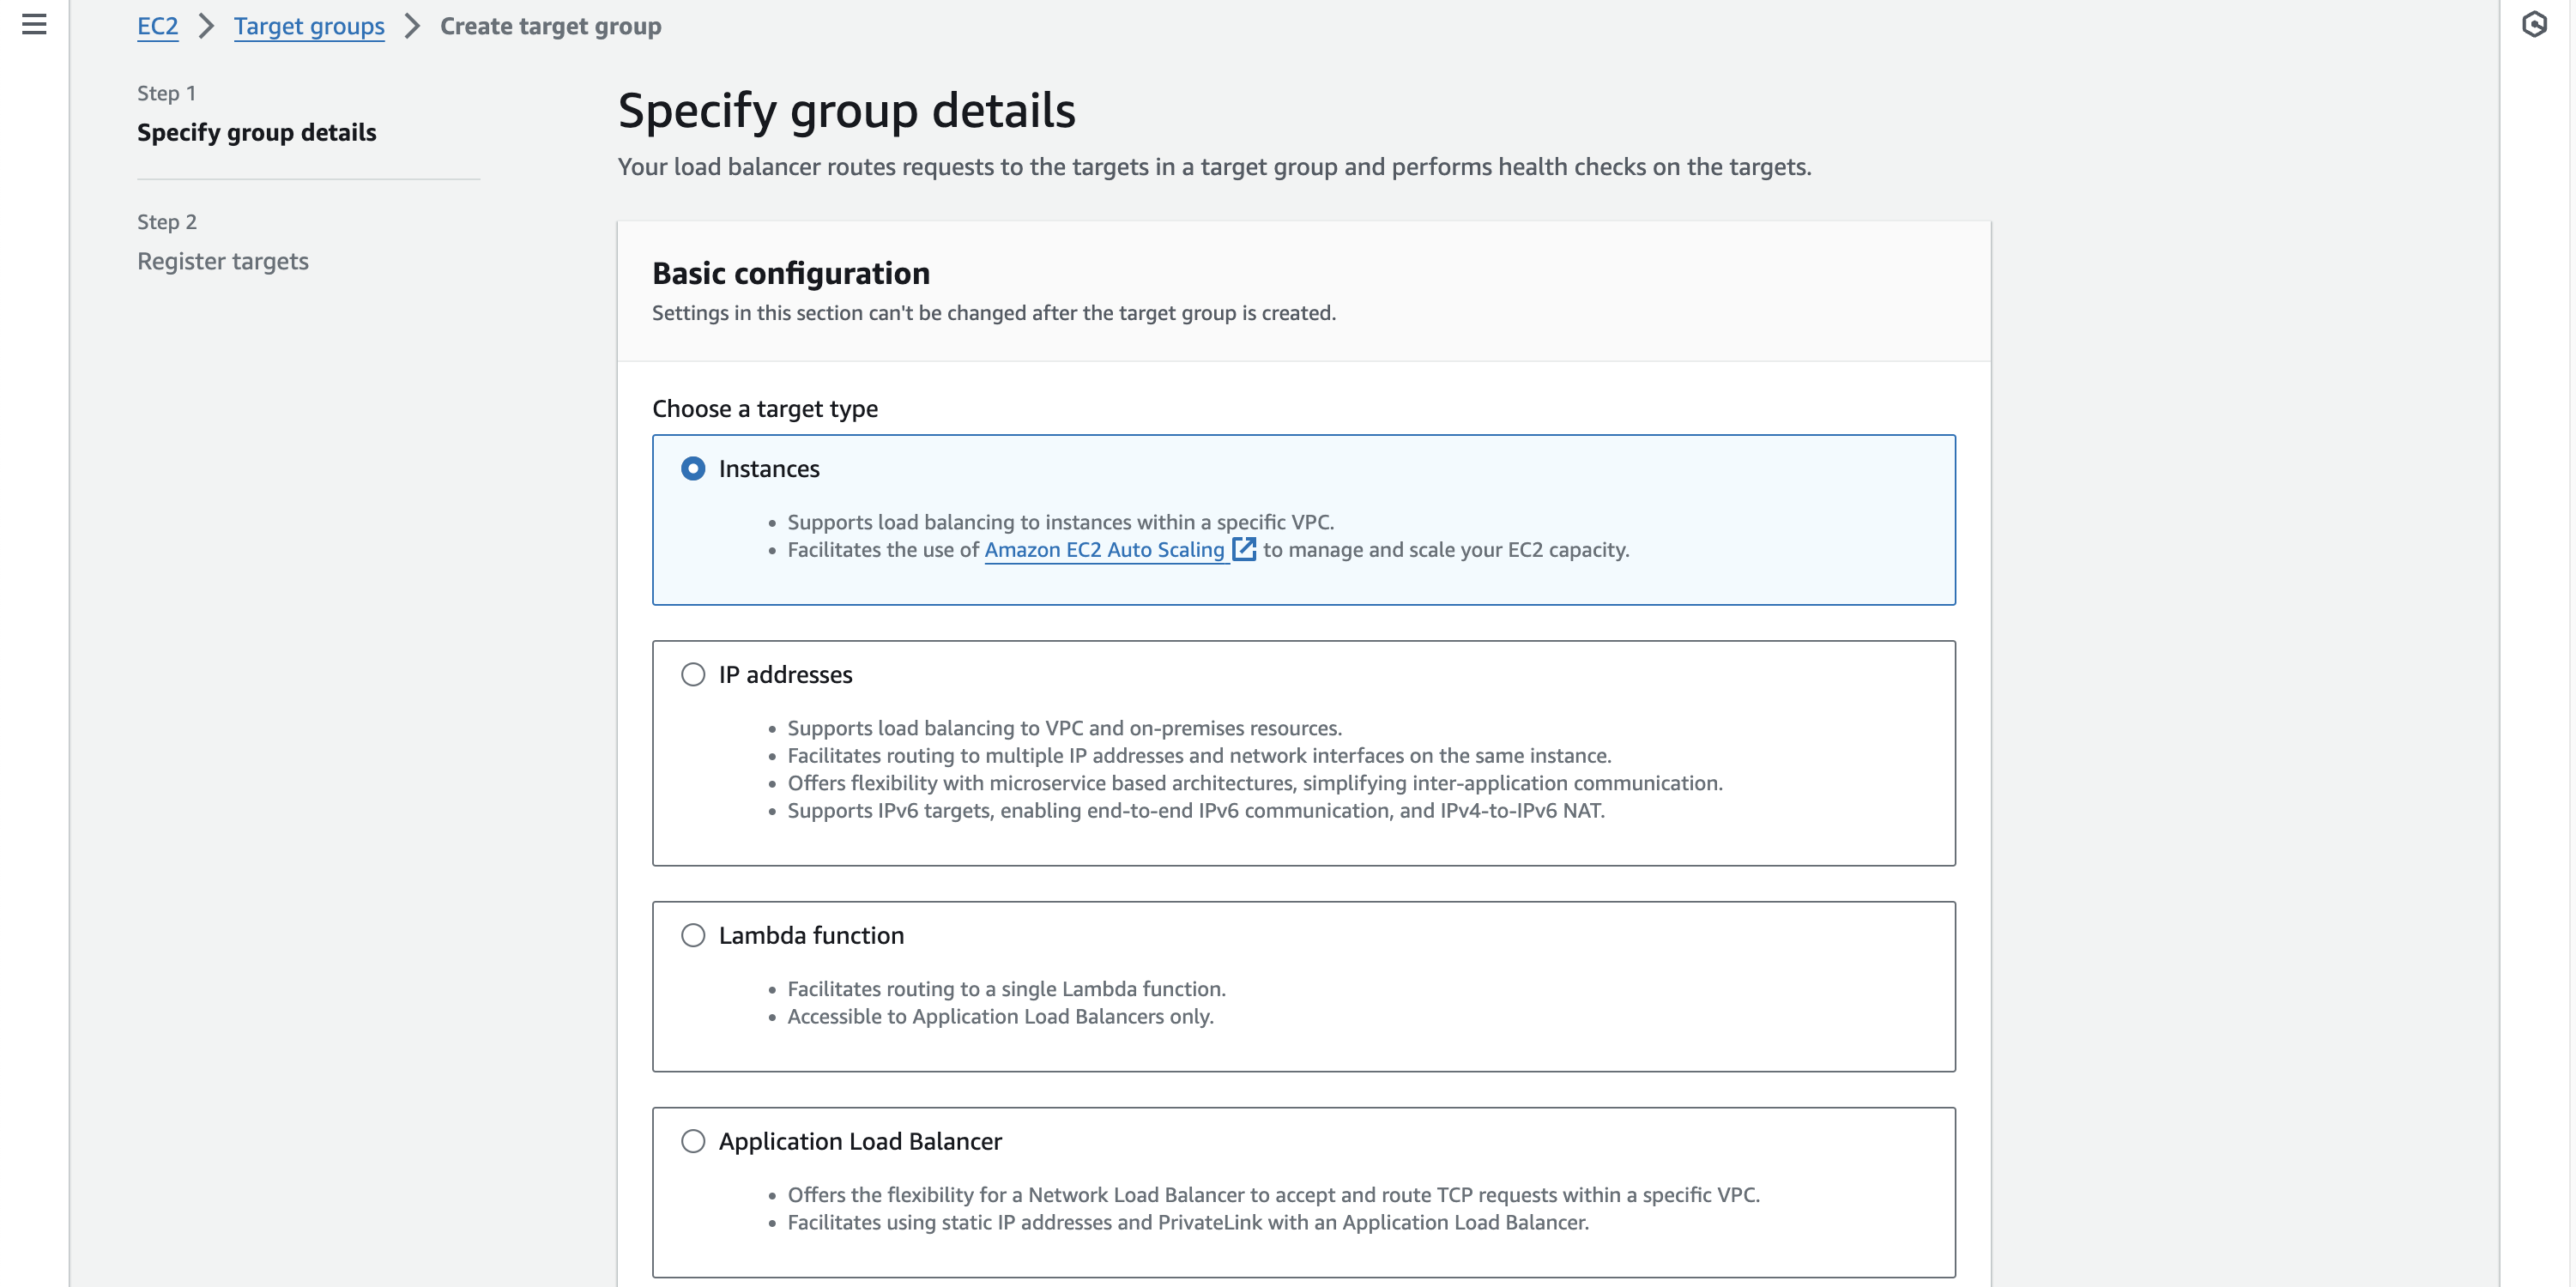 EC2 > Target groups > Create target group
Step 1
Specify group details
Step 2
Register targets
Specify group details
Your load balancer routes requests to the targets in a target group and performs health checks on the targets.
Basic configuration
Settings in this section can't be changed after the target group is created.
Choose a target type
Instances
• Supports load balancing to instances within a specific VPC.
• Facilitates the use of Amazon EC2 Auto Scaling to manage and scale your EC2 capacity.
IP addresses
• Supports load balancing to VPC and on-premises resources.
• Facilitates routing to multiple IP addresses and network interfaces on the same instance.
• Offers flexibility with microservice based architectures, simplifying inter-application communication.
• Supports IPv6 targets, enabling end-to-end IPv6 communication, and IPv4-to-IPv6 NAT.
Lambda function
• Facilitates routing to a single Lambda function.
• Accessible to Application Load Balancers only.
Application Load Balancer
• Offers the flexibility for a Network Load Balancer to accept and route TCP requests within a specific VPC.
• Facilitates using static IP addresses and PrivateLink with an Application Load Balancer.